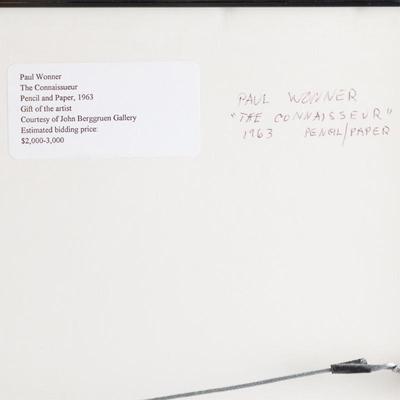 Paul Wonner
The Connaissueur
Pencil and Paper, 1963
Gift of the artist
Courtesy of John Berggruen Gallery
Estimated bidding price:
$2,000-3,000
PAUL WONNER
"THE CONNAISSEUR"
1963 PENCIL/PAPER